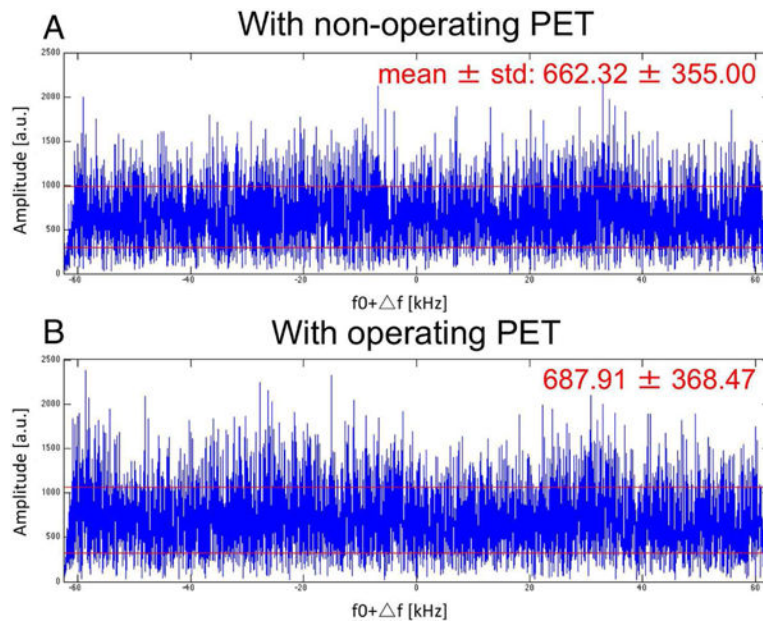 A
With non-operating PET
mean ± std: 662.32 ± 355.00
Amplitude [a.u.]
2500
2000
1500
1000
500
0
-60 -40 -20 0 20 40 60
f0+△f [kHz]
B
With operating PET
687.91 ± 368.47
Amplitude [a.u.]
2500
2000
1500
1000
500
0
-60 -40 -20 0 20 40 60
f0+△f [kHz]